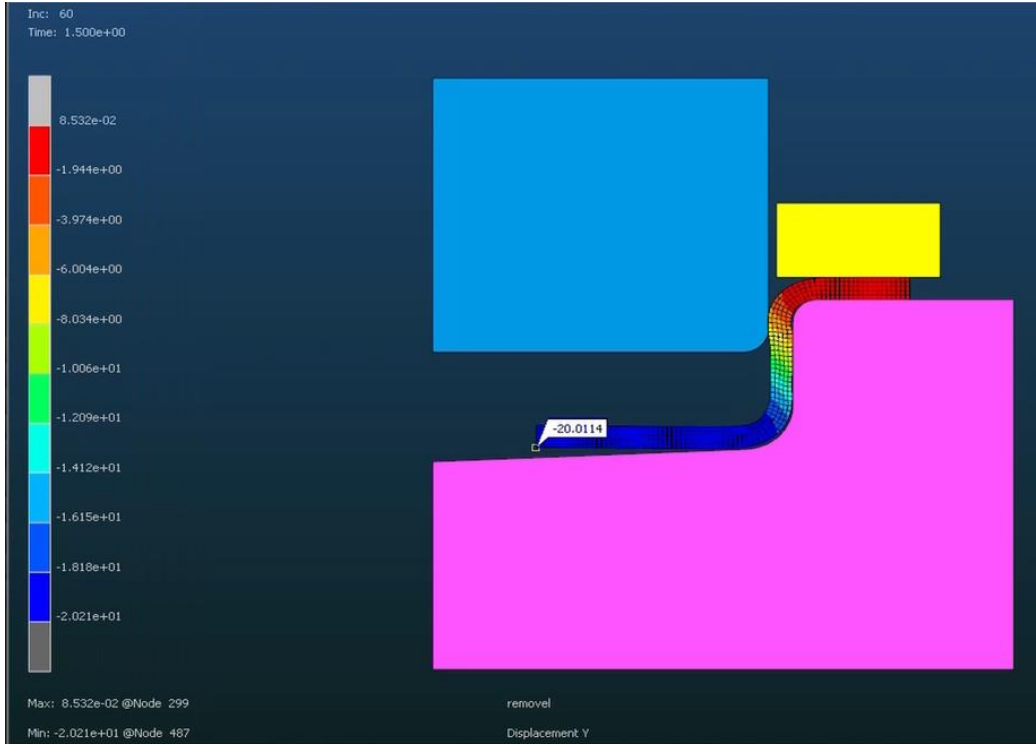 Inc: 60
Time: 1.500e+00
8.532e-02
-1.944e+00
-3.974e+00
-6.004e+00
-8.034e+00
-1.006e+01
-1.209e+01
-1.412e+01
-1.615e+01
-1.818e+01
-2.021e+01
-20.0114
Max: 8.532e-02 @Node 299
removel
Min: -2.021e+01 @Node 487
Displacement Y